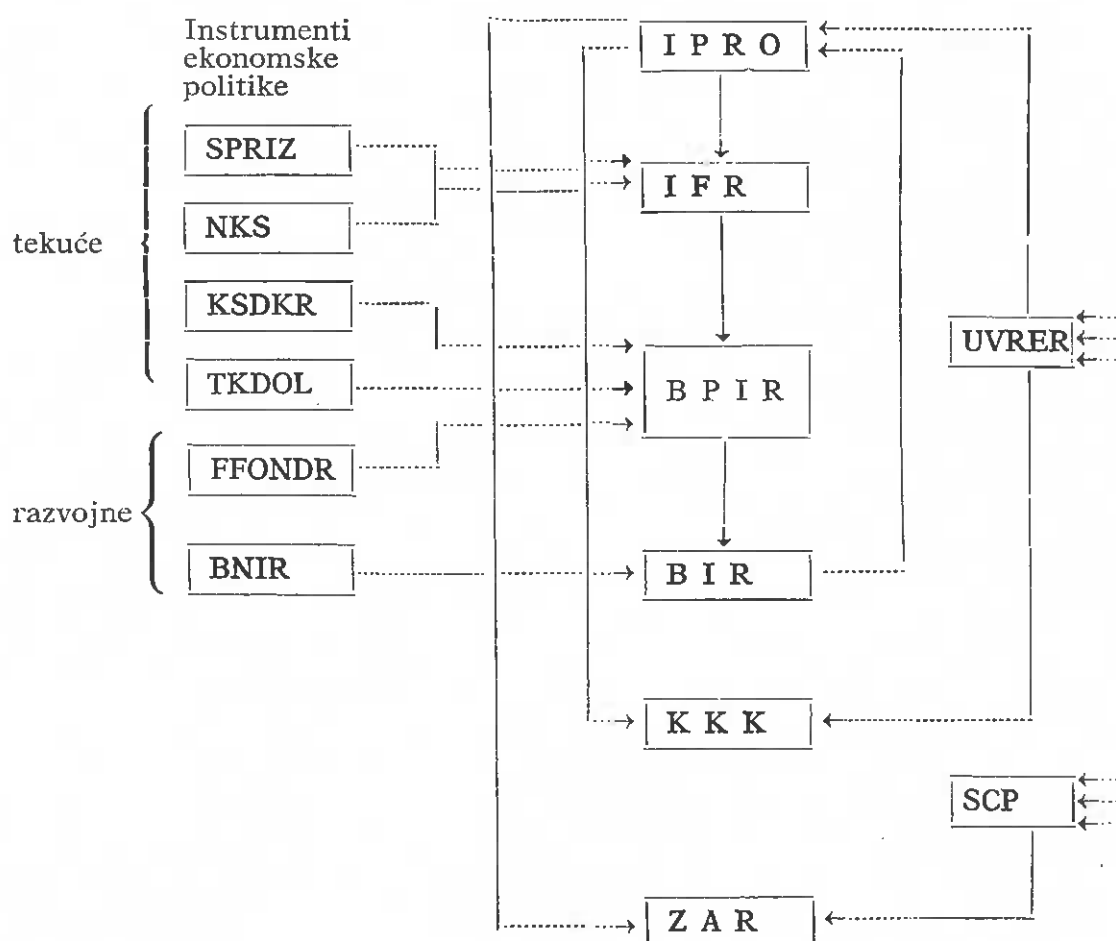 Instrumenti
ekonomske
politike
tekuće
SPRIZ
NKS
KSDKR
TKDOL
razvojne
FFONDR
BNIR
I P R O
I F R
B P I R
B I R
K K K
Z A R
UVRER
SCP